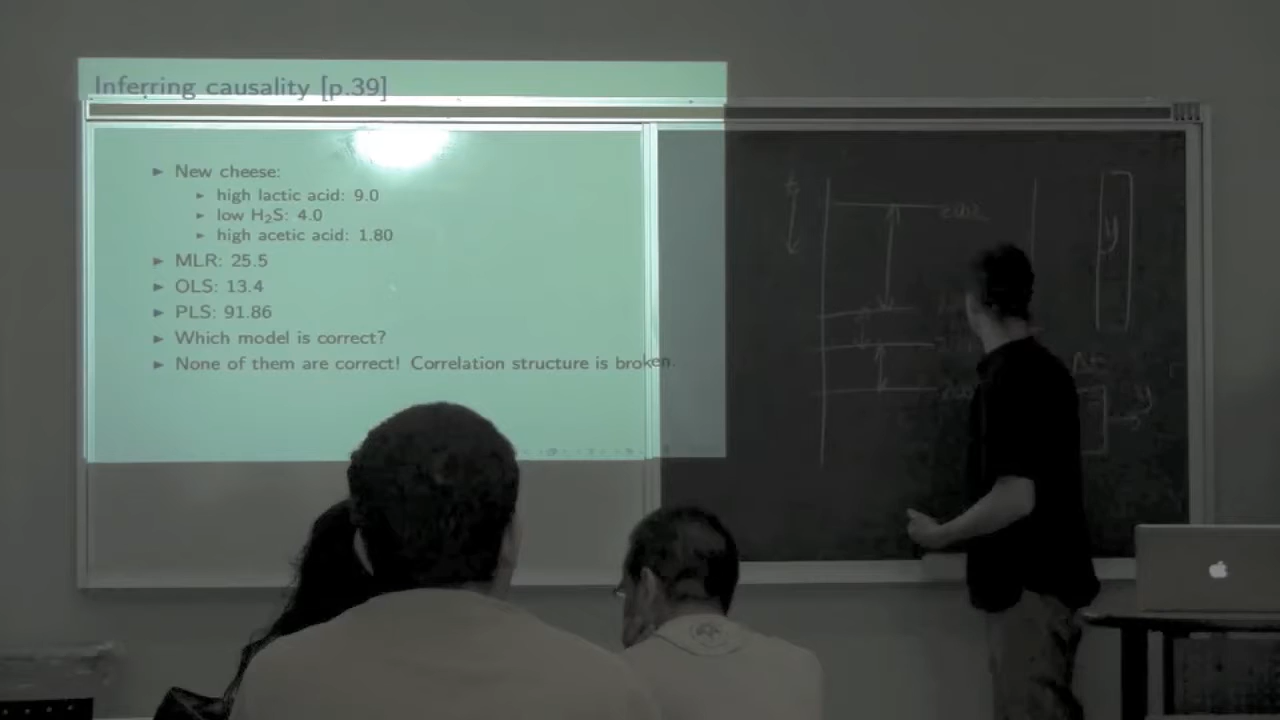 Inferring causality [p.39]
► New cheese:
► high lactic acid: 9.0
► low H₂S: 4.0
► high acetic acid: 1.80
► MLR: 25.5
► OLS: 13.4
► PLS: 91.86
► Which model is correct?
► None of them are correct! Correlation structure is broken.
y
y